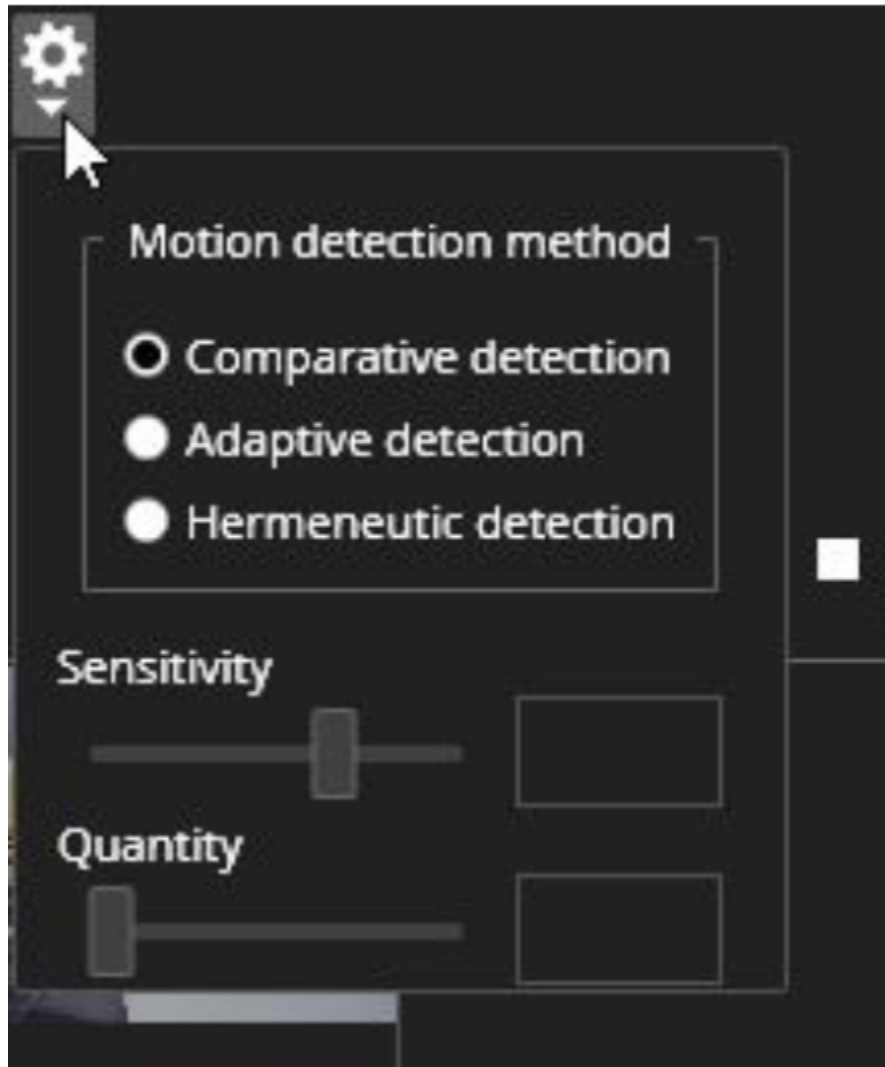 Motion detection method
Comparative detection
Adaptive detection
Hermeneutic detection
Sensitivity
Quantity